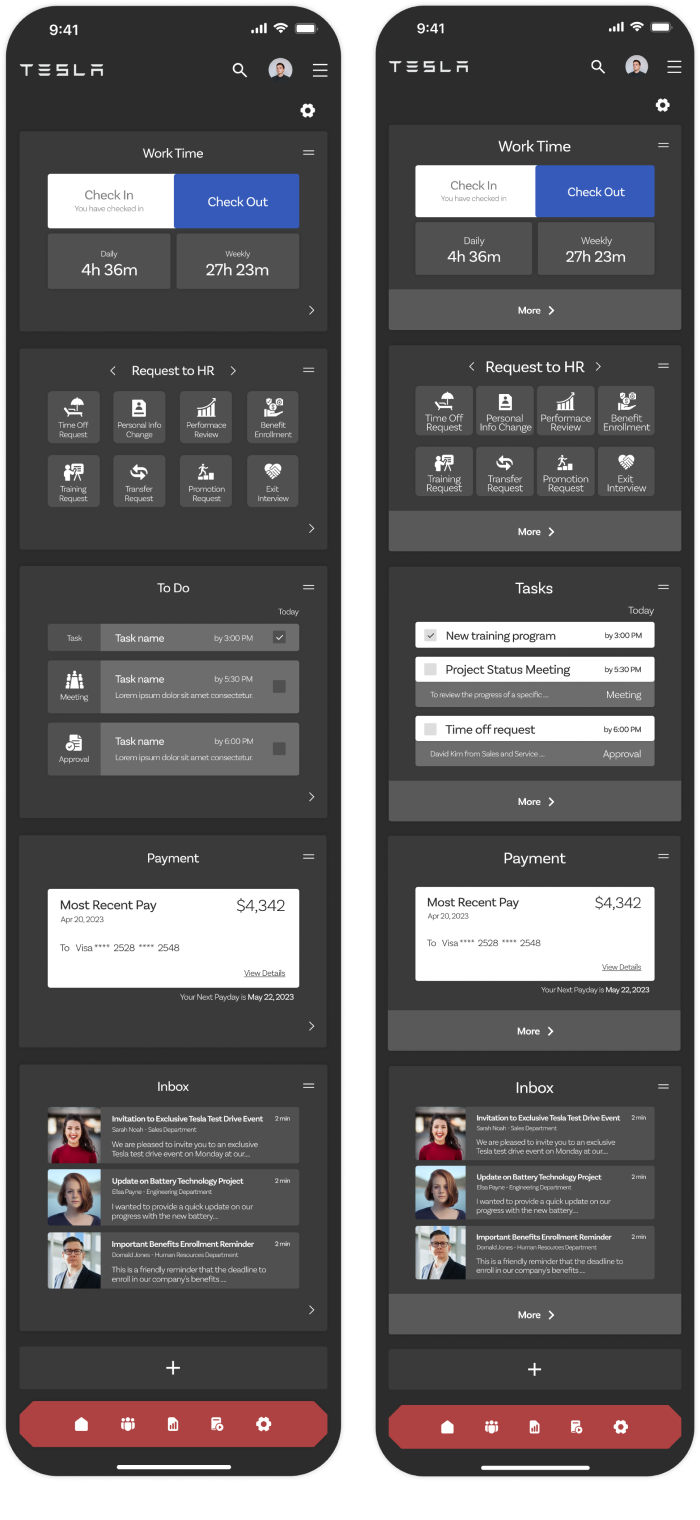 9:41
TESLA
Work Time
Check In
You have checked in
Check Out
Daily
4h 36m
Weekly
27h 23m
Request to HR
Time Off
Request
Personal Info
Change
Performace
Review
Benefit
Enrollment
Training
Request
Transfer
Request
Promotion
Request
Exit
Interview
To Do
Today
Task
Task name
by 3:00 PM
Meeting
Task name
by 5:30 PM
Lorem ipsum dolor sit amet consectetur.
Approval
Task name
by 6:00 PM
Lorem ipsum dolor sit amet consectetur.
Payment
Most Recent Pay
$4,342
Apr 20, 2023
To Visa **** 2528 **** 2548
View Details
Your Next Payday is May 22, 2023
Inbox
Invitation to Exclusive Tesla Test Drive Event
2 min
Sarah Noah - Sales Department
We are pleased to invite you to an exclusive
Tesla test drive event on Monday at our...
Update on Battery Technology Project
2 min
Elsa Payne - Engineering Department
I wanted to provide a quick update on our
progress with the new battery...
Important Benefits Enrollment Reminder
2 min
Domald Jones - Human Resources Department
This is a friendly reminder that the deadline to
enroll in our company's benefits ...
9:41
TESLA
Work Time
Check In
You have checked in
Check Out
Daily
4h 36m
Weekly
27h 23m
More
Request to HR
Time Off
Request
Personal
Info Change
Performace
Review
Benefit
Enrollment
Training
Request
Transfer
Request
Promotion
Request
Exit
Interview
More
Tasks
Today
New training program
by 3:00 PM
Project Status Meeting
by 5:30 PM
To review the progress of a specific ...
Meeting
Time off request
by 6:00 PM
David Kim from Sales and Service ...
Approval
More
Payment
Most Recent Pay
$4,342
Apr 20, 2023
To Visa **** 2528 **** 2548
View Details
Your Next Payday is May 22, 2023
More
Inbox
Invitation to Exclusive Tesla Test Drive Event
2 min
Sarah Noah - Sales Department
We are pleased to invite you to an exclusive
Tesla test drive event on Monday at our...
Update on Battery Technology Project
2 min
Elsa Payne - Engineering Department
I wanted to provide a quick update on our
progress with the new battery...
Important Benefits Enrollment Reminder
2 min
Domald Jones - Human Resources Department
This is a friendly reminder that the deadline to
enroll in our company's benefits ...
More